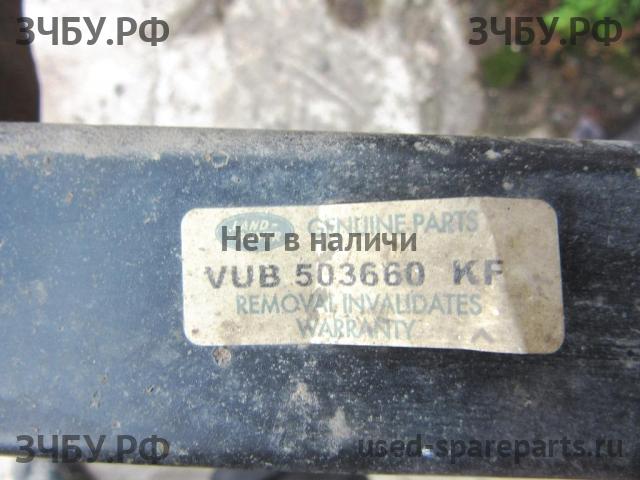 ЗЧБУ.РФ ЗЧБУ.РФ
LAND GENUINE PARTS
Нет в наличи
VUB 503660 KF
REMOVAL INVALIDATES
WARRANTY
ЗЧБУ.РФ used-spareparts.ru